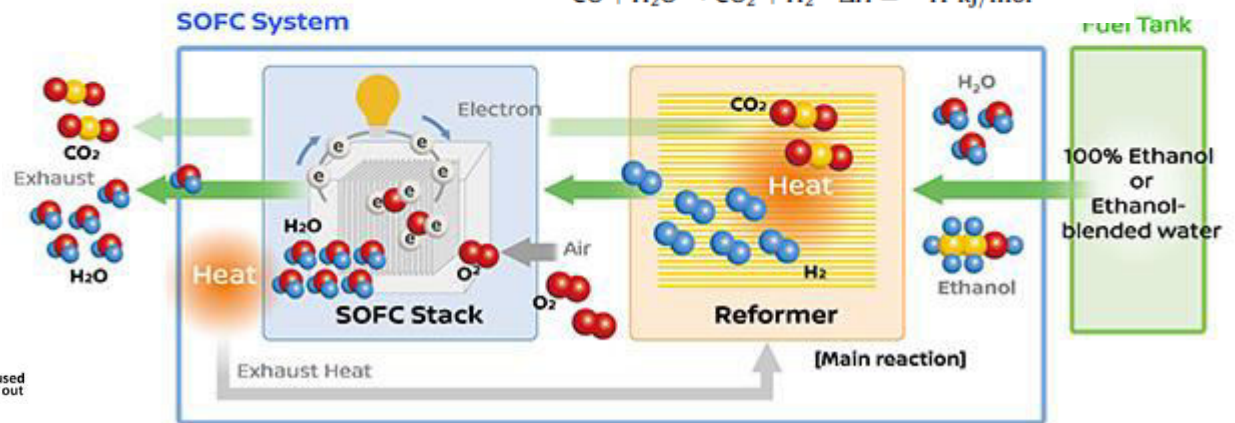 SOFC System
Fuel Tank
CO₂
Exhaust
H₂O
Heat
Electron
e
e
e
e
e
e
e
H₂O
O²
Air
O₂
SOFC Stack
Exhaust Heat
CO₂
Heat
H₂
Reformer
[Main reaction]
H₂O
Ethanol
100% Ethanol
or
Ethanol-
blended water
out